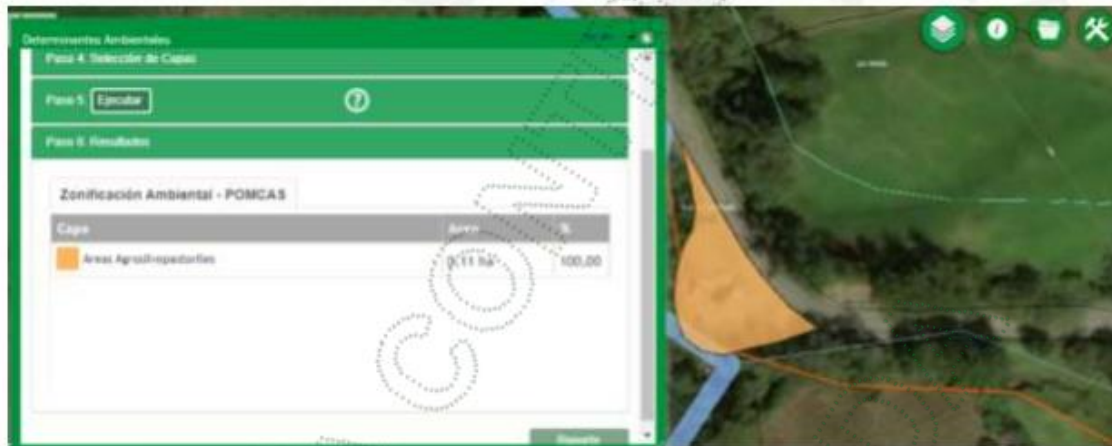 Determinantes Ambientales
Paso 4. Selección de Capas
Paso 5. Ejecutar ?
Paso 6. Resultados
Zonificación Ambiental - POMCAS
Capa Area %
Areas Agrosilvopastoriles 0,11 ha 100,00
Reporte